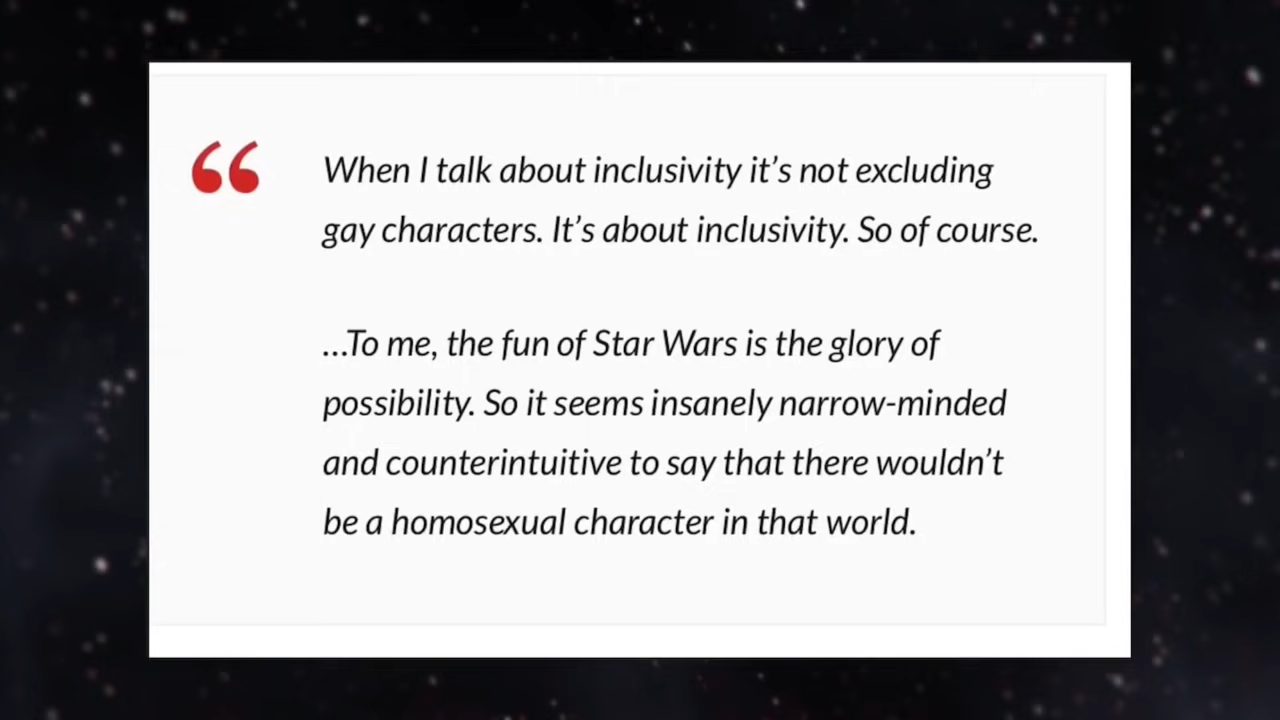 “
When I talk about inclusivity it’s not excluding
gay characters. It’s about inclusivity. So of course.
…To me, the fun of Star Wars is the glory of
possibility. So it seems insanely narrow-minded
and counterintuitive to say that there wouldn’t
be a homosexual character in that world.